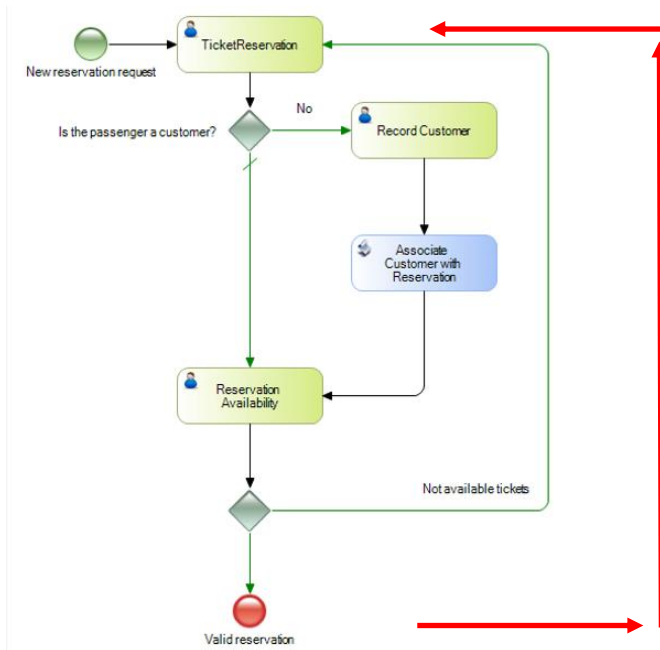 TicketReservation
New reservation request
No
Is the passenger a customer?
Record Customer
Associate
Customer with
Reservation
Reservation
Availability
Not available tickets
Valid reservation